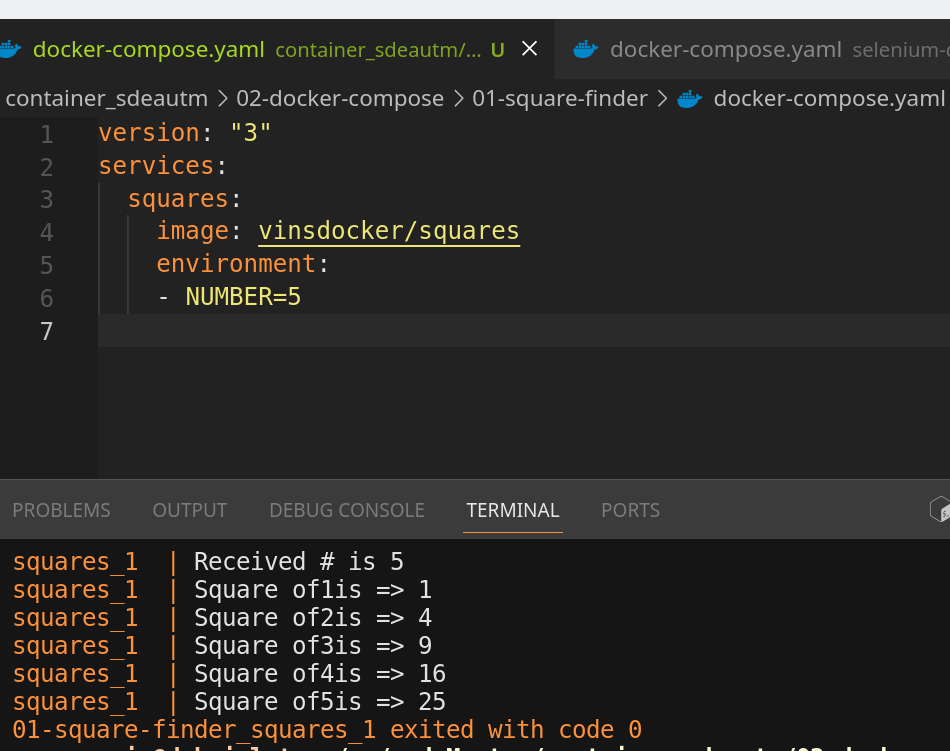 docker-compose.yaml container_sdeautm/... U docker-compose.yaml
container_sdeautm > 02-docker-compose > 01-square-finder > docker-compose.yaml
1 version: "3"
2 services:
3 squares:
4 image: vinsdocker/squares
5 environment:
6 - NUMBER=5
7
PROBLEMS OUTPUT DEBUG CONSOLE TERMINAL PORTS
squares_1 | Received # is 5
squares_1 | Square of1is => 1
squares_1 | Square of2is => 4
squares_1 | Square of3is => 9
squares_1 | Square of4is => 16
squares_1 | Square of5is => 25
01-square-finder_squares_1 exited with code 0